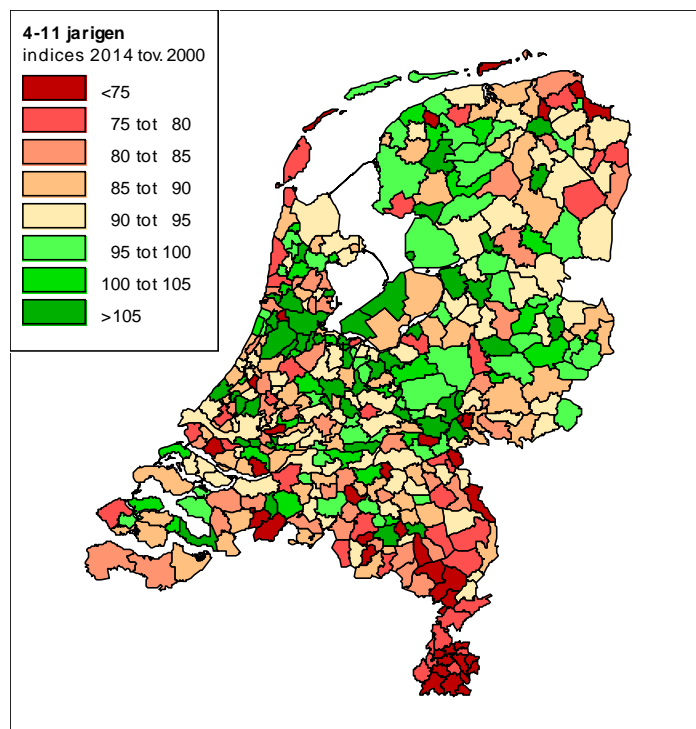 4-11 jarigen
indices 2014 tov. 2000
<75
75 tot 80
80 tot 85
85 tot 90
90 tot 95
95 tot 100
100 tot 105
>105